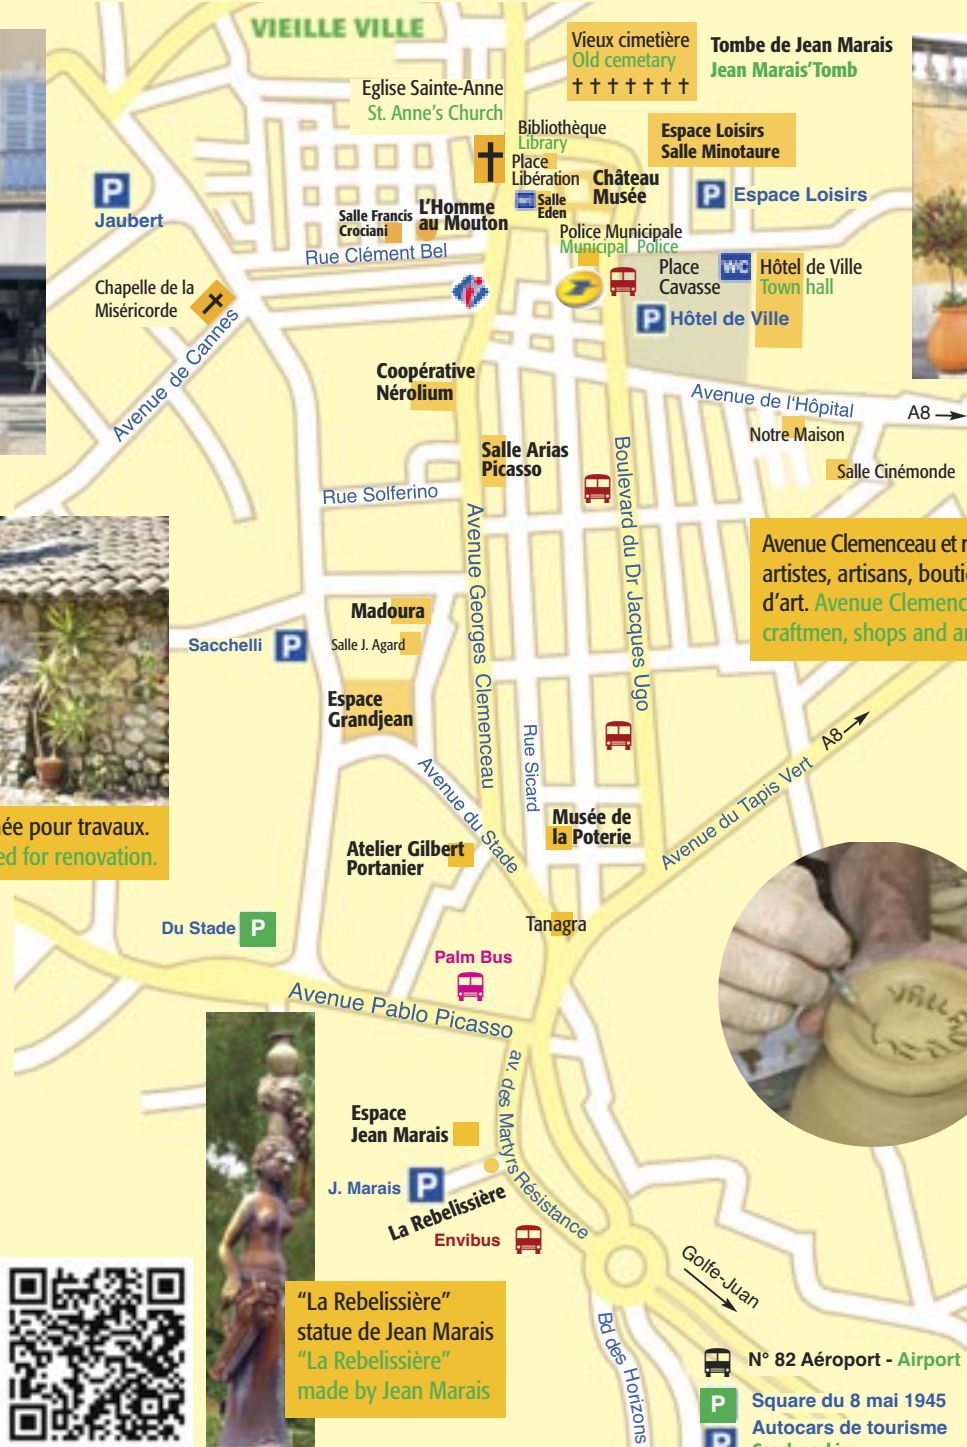 VIEILLE VILLE
Vieux cimetière
Old cemetary
Tombe de Jean Marais
Jean Marais'Tomb
Eglise Sainte-Anne
St. Anne's Church
Bibliothèque
Library
Place
Libération
Espace Loisirs
Salle Minotaure
Château
Musée
P
Jaubert
P
Espace Loisirs
Salle
Eden
Salle Francis
Crociani
L'Homme
au Mouton
Police Municipale
Municipal Police
Rue Clément Bel
Place
Cavasse
WC
Hôtel de Ville
Town hall
P
Hôtel de Ville
Chapelle de la
Miséricorde
Avenue de Cannes
Coopérative
Nérolium
Avenue de l'Hôpital
A8
Notre Maison
Salle Cinémonde
Salle Arias
Picasso
Rue Solferino
Avenue Georges Clemenceau
Boulevard du Dr Jacques Ugo
Avenue Clemenceau et
artistes, artisans, bouti
d'art. Avenue Clemenc
craftmen, shops and ar
Madoura
Salle J. Agard
Sacchelli
P
Espace
Grandjean
Rue Sicard
A8
Avenue du Tapis Vert
Avenue du Stade
Musée de
la Poterie
ée pour travaux.
ed for renovation.
Atelier Gilbert
Portanier
Tanagra
Du Stade
P
Palm Bus
Avenue Pablo Picasso
av. des Martyrs Résistance
Espace
Jean Marais
J. Marais
P
La Rebelissière
Envibus
Golfe-Juan
"La Rebelissière"
statue de Jean Marais
"La Rebelissière"
made by Jean Marais
Bd des Horizons
N° 82 Aéroport - Airport
P
Square du 8 mai 1945
P
Autocars de tourisme